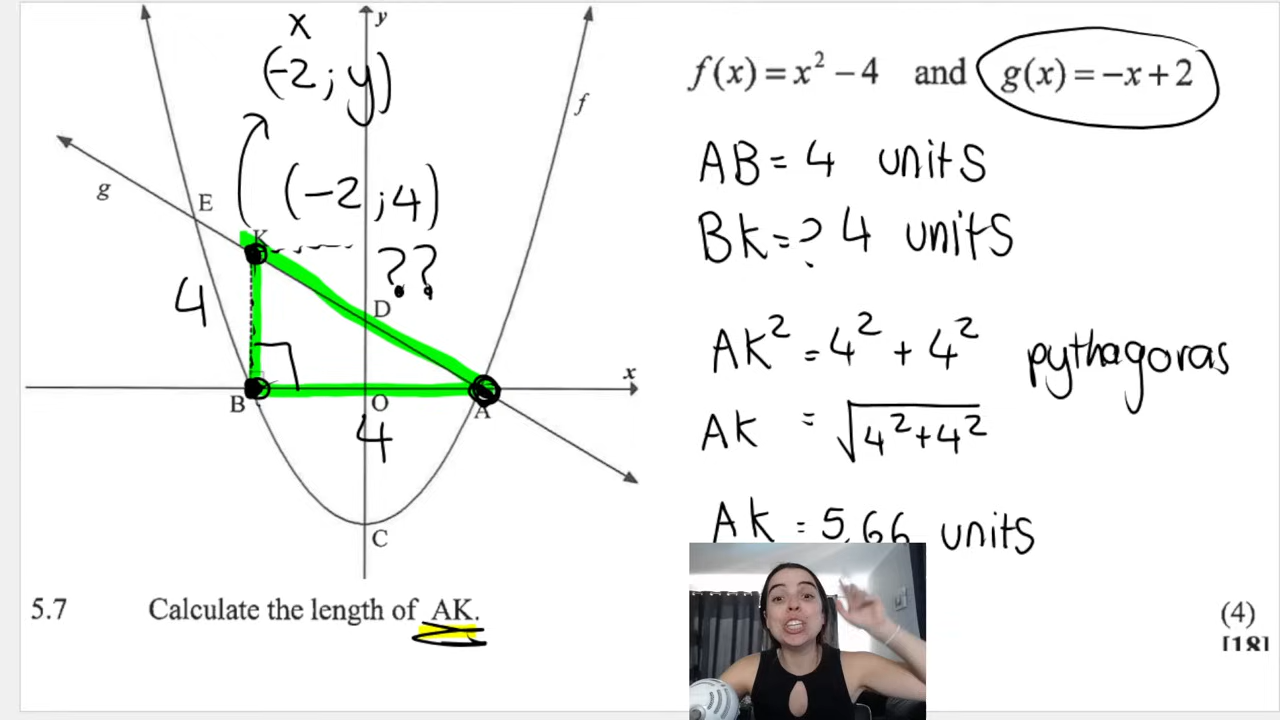 x
y
(-2 ; y)
f(x) = x² − 4 and g(x) = −x + 2
f
AB = 4 units
g
E
(-2 ; 4)
K
BK = ? 4 units
??
4
D
AK² = 4² + 4² pythagoras
x
B
O
A
4
AK = √4²+4²
AK = 5,66 units
C
5.7 Calculate the length of AK.
(4)
[18]